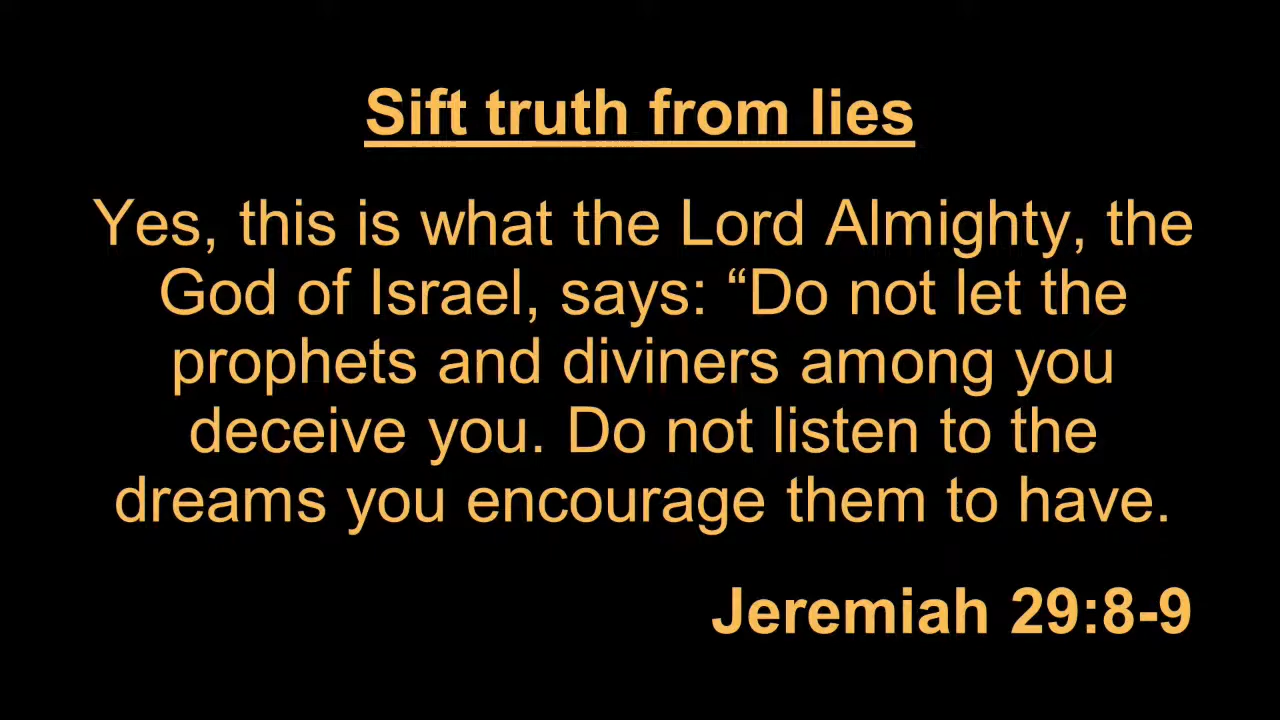 Sift truth from lies
Yes, this is what the Lord Almighty, the
God of Israel, says: “Do not let the
prophets and diviners among you
deceive you. Do not listen to the
dreams you encourage them to have.
Jeremiah 29:8-9